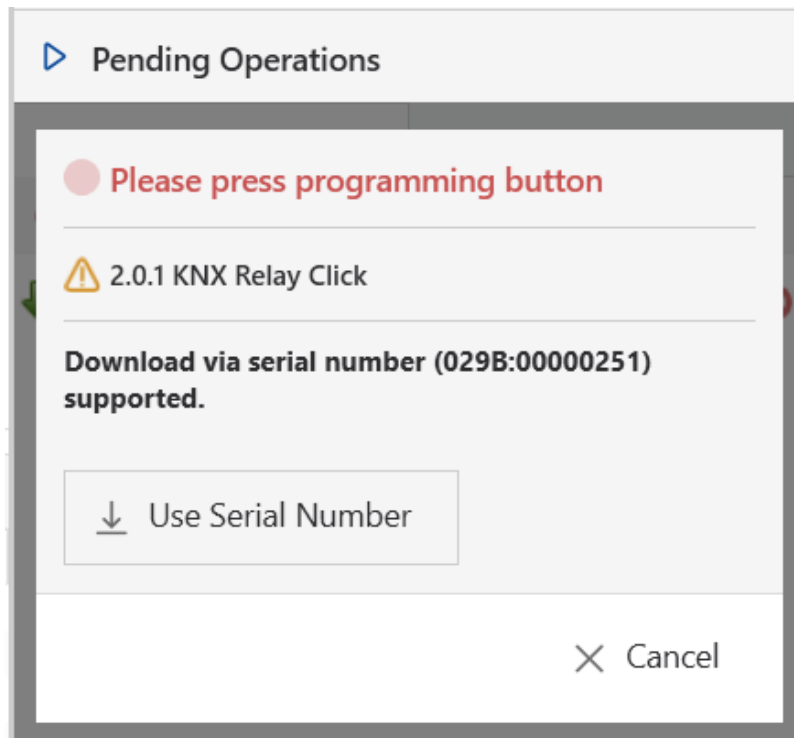 Pending Operations
Please press programming button
2.0.1 KNX Relay Click
Download via serial number (029B:00000251)
supported.
Use Serial Number
Cancel